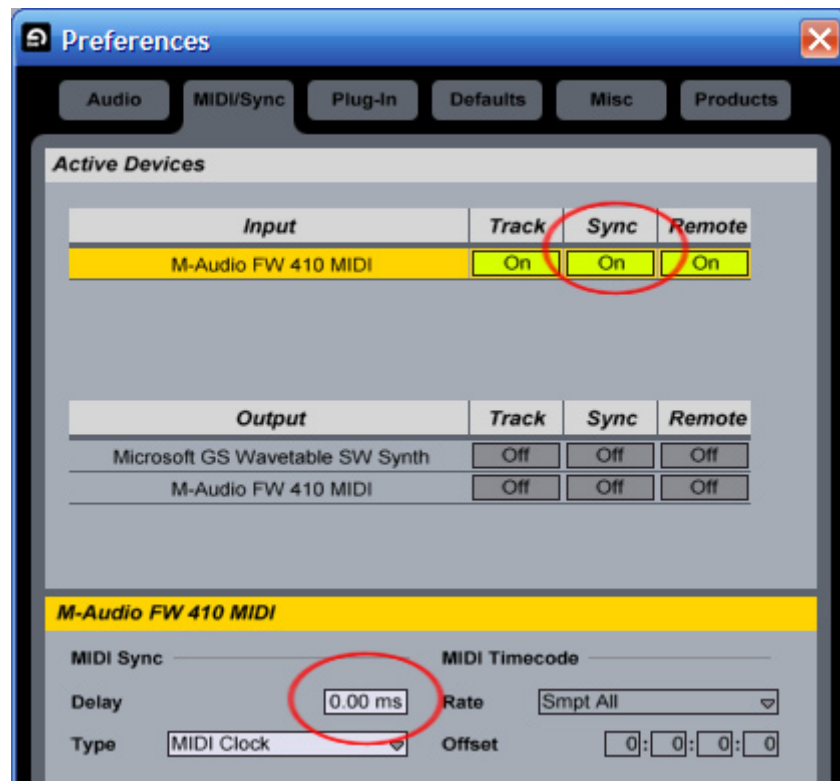 Preferences
Audio MIDI/Sync Plug-In Defaults Misc Products
Active Devices
Input Track Sync Remote
M-Audio FW 410 MIDI On On On
Output Track Sync Remote
Microsoft GS Wavetable SW Synth Off Off Off
M-Audio FW 410 MIDI Off Off Off
M-Audio FW 410 MIDI
MIDI Sync MIDI Timecode
Delay 0.00 ms Rate Smpt All
Type MIDI Clock Offset 0: 0: 0: 0